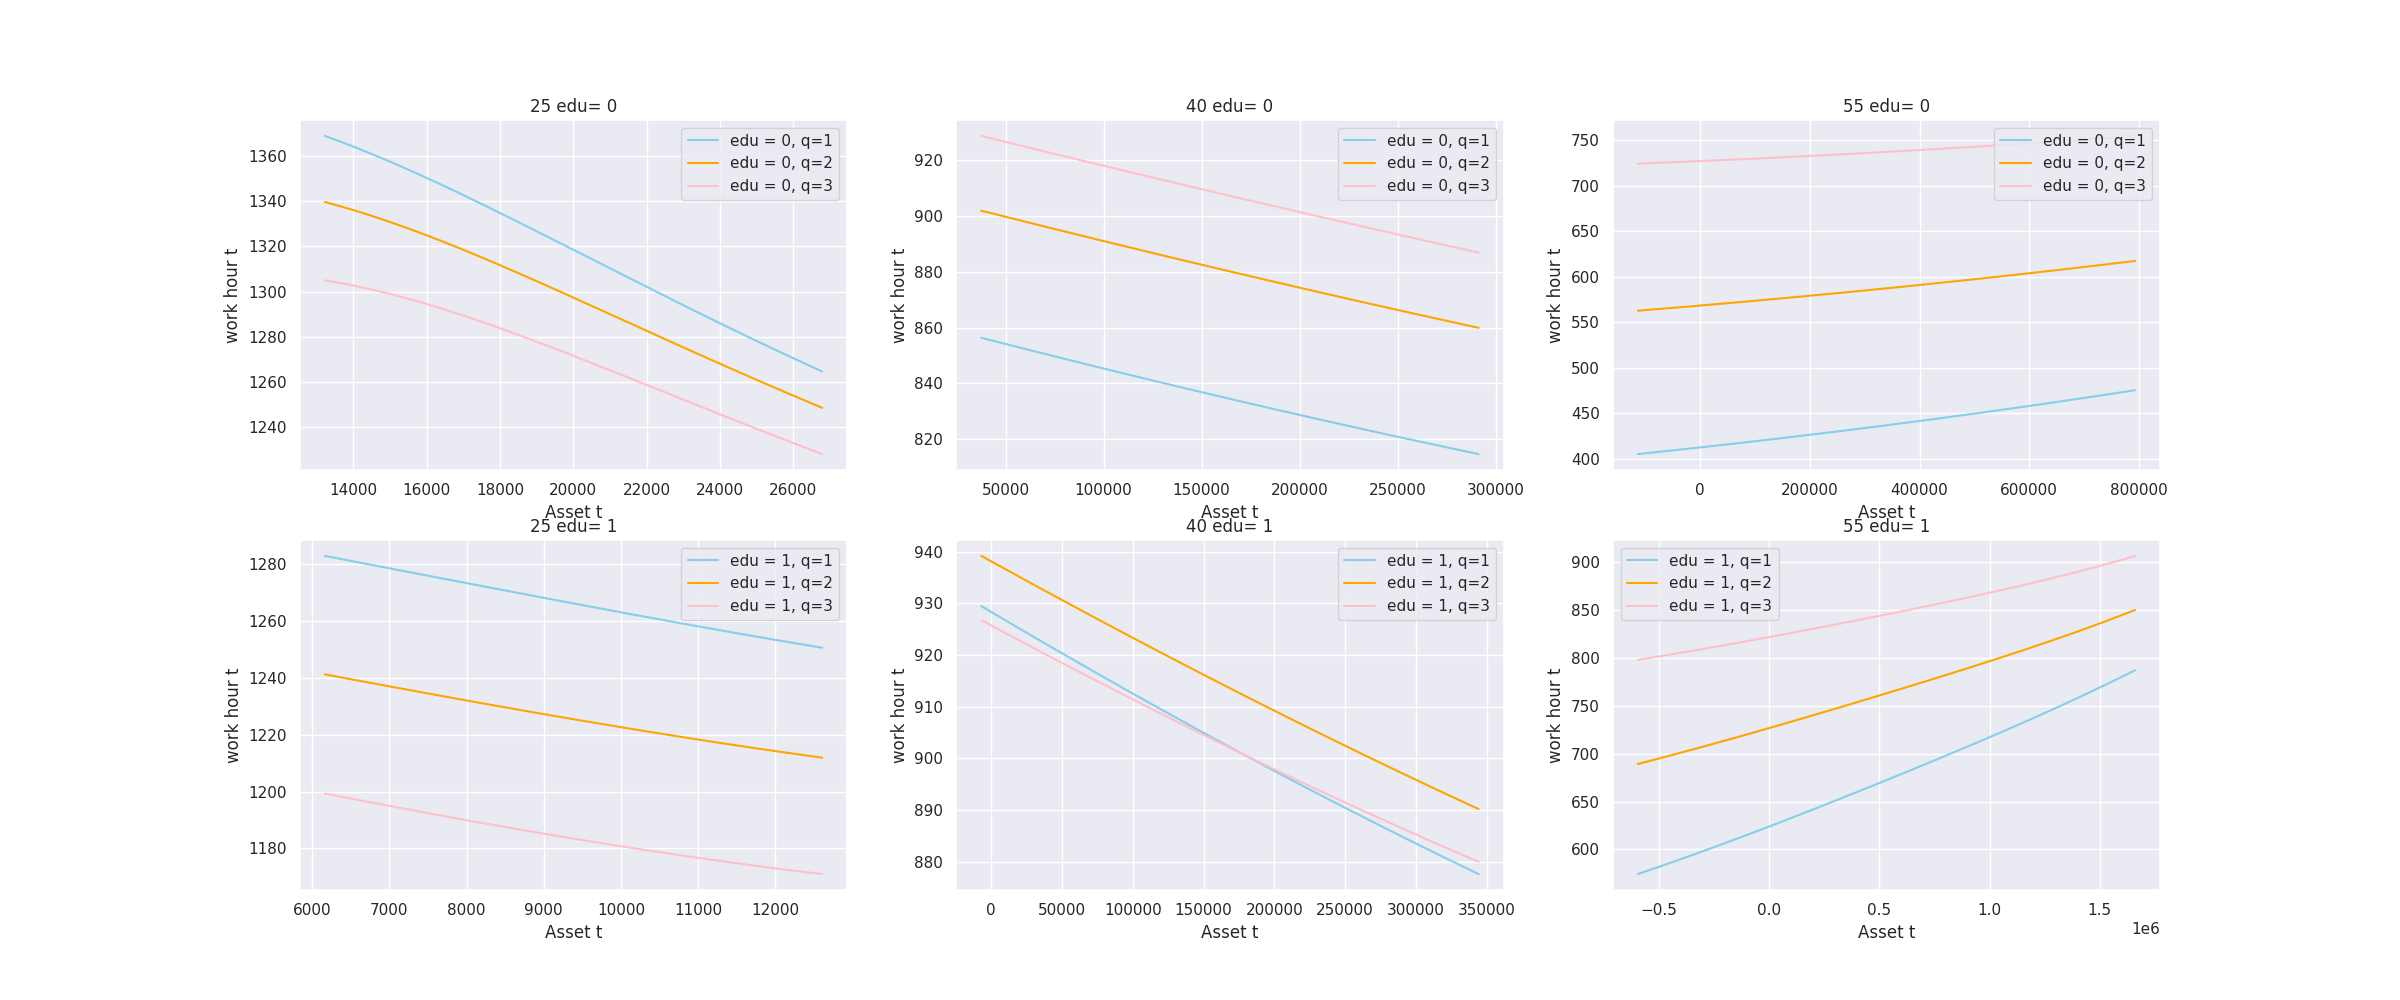 25 edu= 0
work hour t
1360
1340
1320
1300
1280
1260
1240
edu = 0, q=1
edu = 0, q=2
edu = 0, q=3
14000 16000 18000 20000 22000 24000 26000
Asset t
40 edu= 0
work hour t
920
900
880
860
840
820
edu = 0, q=1
edu = 0, q=2
edu = 0, q=3
50000 100000 150000 200000 250000 300000
Asset t
55 edu= 0
work hour t
750
700
650
600
550
500
450
400
edu = 0, q=1
edu = 0, q=2
edu = 0, q=3
0 200000 400000 600000 800000
Asset t
25 edu= 1
work hour t
1280
1260
1240
1220
1200
1180
edu = 1, q=1
edu = 1, q=2
edu = 1, q=3
6000 7000 8000 9000 10000 11000 12000
Asset t
40 edu= 1
work hour t
940
930
920
910
900
890
880
edu = 1, q=1
edu = 1, q=2
edu = 1, q=3
0 50000 100000 150000 200000 250000 300000 350000
Asset t
55 edu= 1
work hour t
900
850
800
750
700
650
600
edu = 1, q=1
edu = 1, q=2
edu = 1, q=3
−0.5 0.0 0.5 1.0 1.5
1e6
Asset t